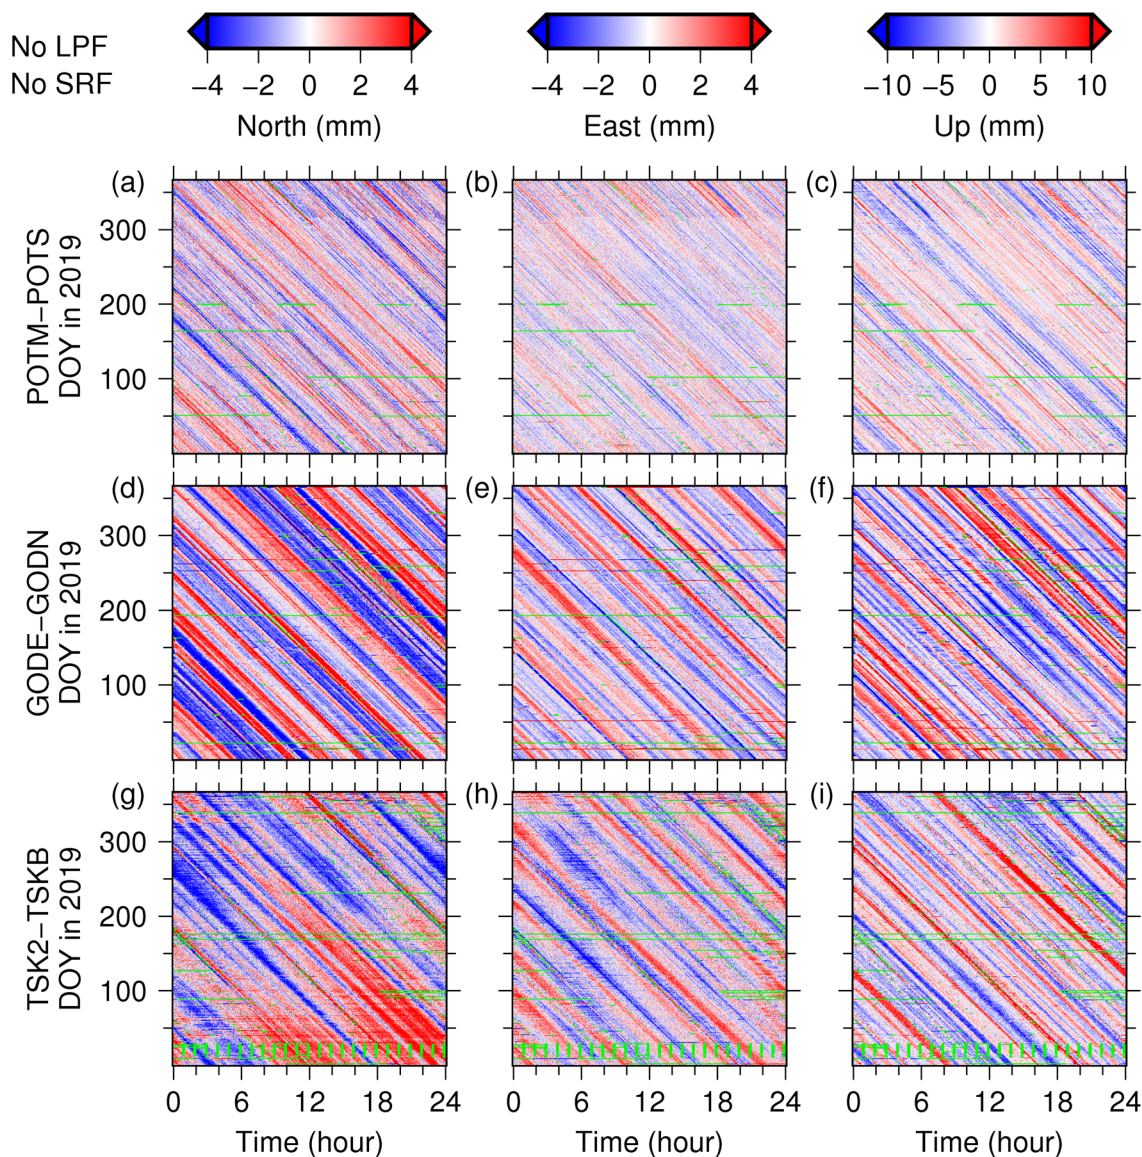 No LPF
No SRF
−4 −2 0 2 4
North (mm)
−4 −2 0 2 4
East (mm)
−10 −5 0 5 10
Up (mm)
(a) (b) (c)
POTM−POTS
DOY in 2019
300
200
100
(d) (e) (f)
GODE−GODN
DOY in 2019
300
200
100
(g) (h) (i)
TSK2−TSKB
DOY in 2019
300
200
100
0 6 12 18 24
Time (hour)
0 6 12 18 24
Time (hour)
0 6 12 18 24
Time (hour)